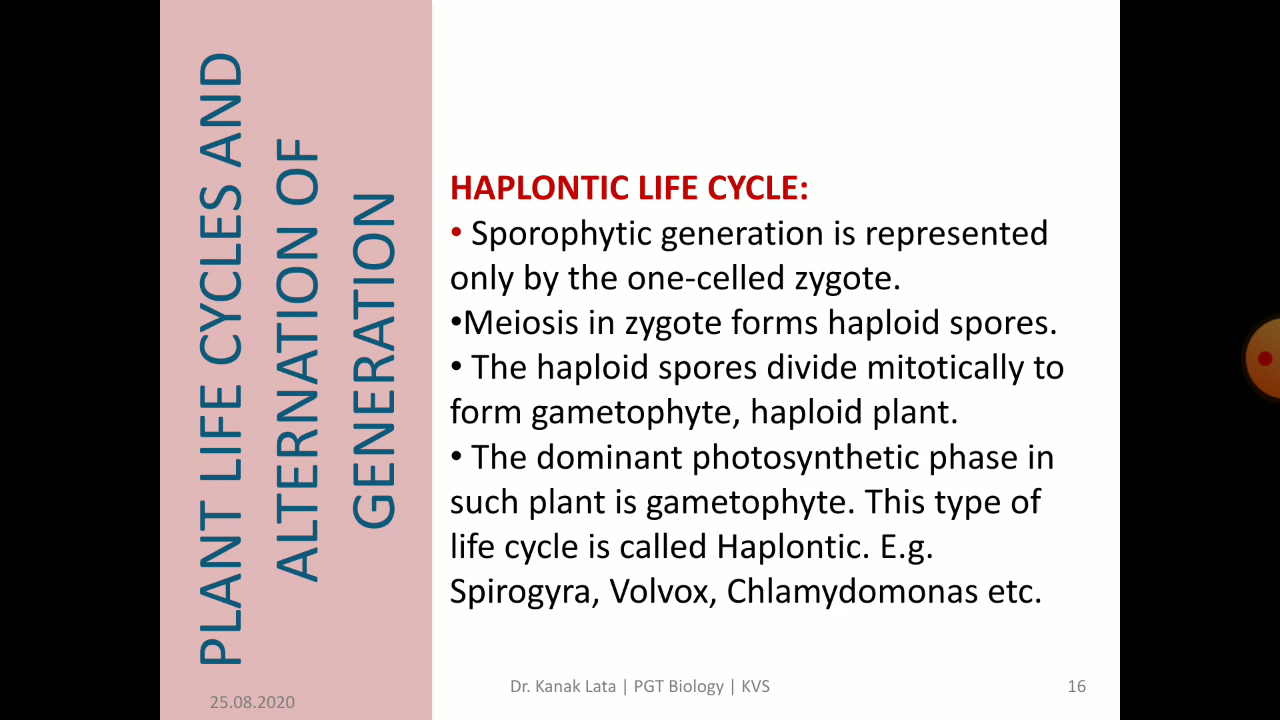 PLANT LIFE CYCLES AND
ALTERNATION OF
GENERATION
HAPLONTIC LIFE CYCLE:
• Sporophytic generation is represented
only by the one-celled zygote.
•Meiosis in zygote forms haploid spores.
• The haploid spores divide mitotically to
form gametophyte, haploid plant.
• The dominant photosynthetic phase in
such plant is gametophyte. This type of
life cycle is called Haplontic. E.g.
Spirogyra, Volvox, Chlamydomonas etc.
25.08.2020
Dr. Kanak Lata | PGT Biology | KVS
16